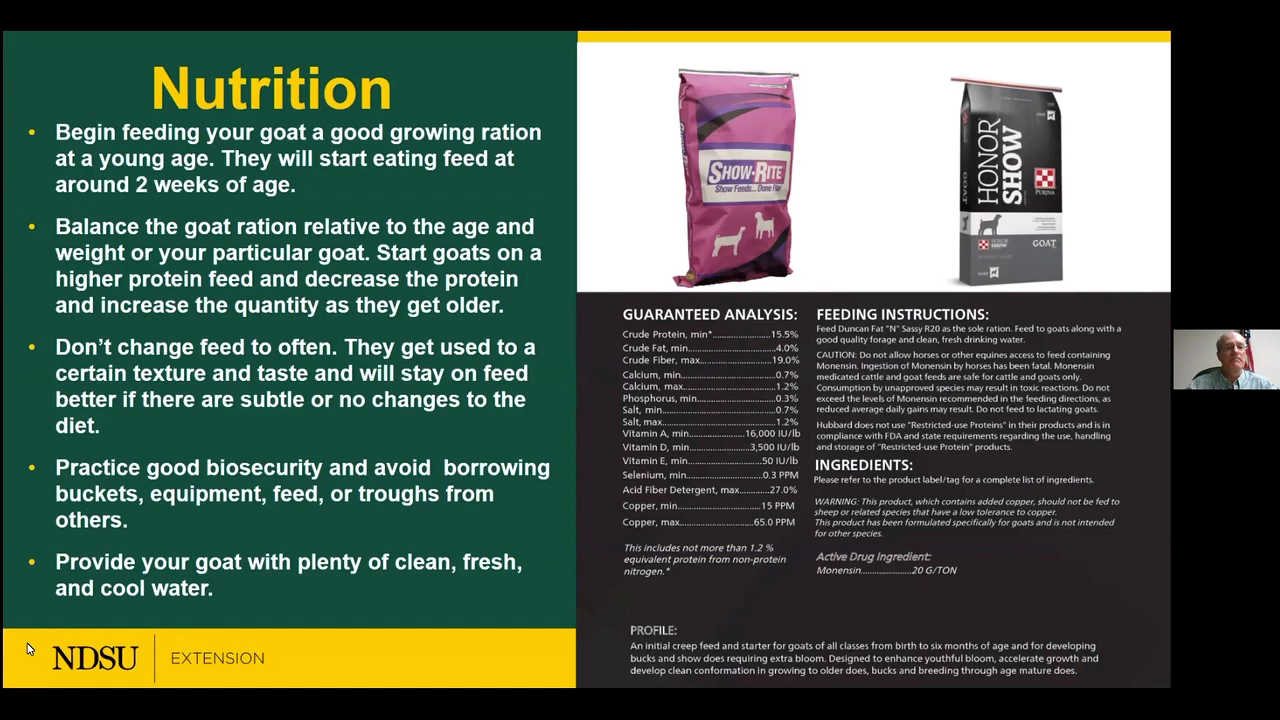 Nutrition
• Begin feeding your goat a good growing ration
at a young age. They will start eating feed at
around 2 weeks of age.
• Balance the goat ration relative to the age and
weight or your particular goat. Start goats on a
higher protein feed and decrease the protein
and increase the quantity as they get older.
• Don’t change feed to often. They get used to a
certain texture and taste and will stay on feed
better if there are subtle or no changes to the
diet.
• Practice good biosecurity and avoid borrowing
buckets, equipment, feed, or troughs from
others.
• Provide your goat with plenty of clean, fresh,
and cool water.
NDSU EXTENSION
SHOW-RITE
Show Feeds... Done
GOAT
HONOR
SHOW
PURINA
HONOR
SHOW
GOAT
GUARANTEED ANALYSIS:
Crude Protein, min*.....................15.5%
Crude Fat, min..............................4.0%
Crude Fiber, max.........................19.0%
Calcium, min.................................0.7%
Calcium, max................................1.2%
Phosphorus, min..........................0.3%
Salt, min.......................................0.7%
Salt, max......................................1.2%
Vitamin A, min.................16,000 IU/lb
Vitamin D, min..................3,500 IU/lb
Vitamin E, min.......................50 IU/lb
Selenium, min........................0.3 PPM
Acid Fiber Detergent, max..........27.0%
Copper, min...........................15 PPM
Copper, max........................65.0 PPM
This includes not more than 1.2 %
equivalent protein from non-protein
nitrogen.*
FEEDING INSTRUCTIONS:
Feed Duncan Fat "N" Sassy R20 as the sole ration. Feed to goats along with a
good quality forage and clean, fresh drinking water.
CAUTION: Do not allow horses or other equines access to feed containing
Monensin. Ingestion of Monensin by horses has been fatal. Monensin
medicated cattle and goat feeds are safe for cattle and goats only.
Consumption by unapproved species may result in toxic reactions. Do not
exceed the levels of Monensin recommended in the feeding directions, as
reduced average daily gains may result. Do not feed to lactating goats.
Hubbard does not use "Restricted-use Proteins" in their products and is in
compliance with FDA and state requirements regarding the use, handling
and storage of "Restricted-use Protein" products.
INGREDIENTS:
Please refer to the product label/tag for a complete list of ingredients.
WARNING: This product, which contains added copper, should not be fed to
sheep or related species that have a low tolerance to copper.
This product has been formulated specifically for goats and is not intended
for other species.
Active Drug Ingredient:
Monensin......................20 G/TON
PROFILE:
An initial creep feed and starter for goats of all classes from birth to six months of age and for developing
bucks and show does requiring extra bloom. Designed to enhance youthful bloom, accelerate growth and
develop clean conformation in growing to older does, bucks and breeding through age mature does.